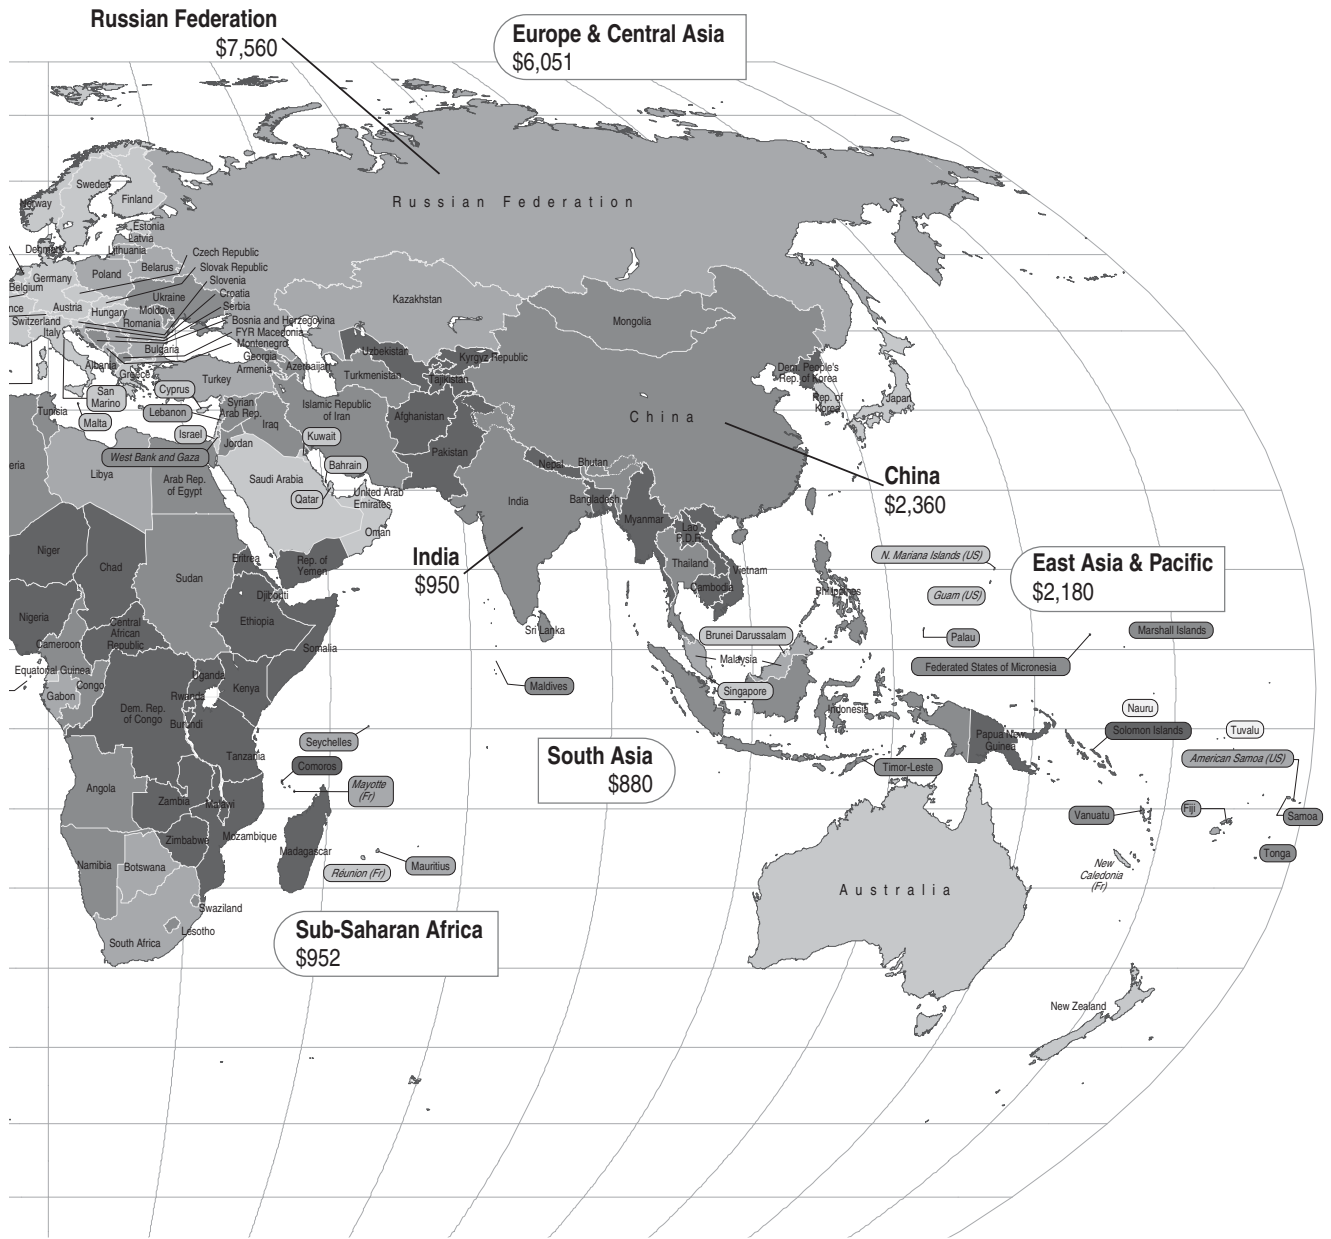 Russian Federation
$7,560
Europe & Central Asia
$6,051
Sweden
Norway
Finland
Russian Federation
Estonia
Latvia
Denmark
Lithuania
Czech Republic
Germany
Poland
Belarus
Slovak Republic
Belgium
Slovenia
Ukraine
Croatia
nce
Austria
Hungary
Moldova
Serbia
Kazakhstan
Switzerland
Romania
Bosnia and Herzegovina
Mongolia
Italy
FYR Macedonia
Montenegro
Bulgaria
Georgia
Uzbekistan
Kyrgyz Republic
Albania
Greece
Armenia
Azerbaijan
Turkmenistan
Tajikistan
Dem. People's
Rep. of Korea
Turkey
Cyprus
San
Marino
Rep. of
Korea
Japan
Tunisia
Malta
Lebanon
Syrian
Arab Rep.
Islamic Republic
of Iran
Afghanistan
China
Iraq
Israel
Jordan
Kuwait
West Bank and Gaza
Pakistan
eria
Libya
Arab Rep.
of Egypt
Saudi Arabia
Bahrain
Qatar
United Arab
Emirates
Nepal
Bhutan
China
$2,360
India
Bangladesh
Oman
Myanmar
Lao
P.D.R.
Niger
Chad
Sudan
Eritrea
Rep. of
Yemen
India
$950
Thailand
Vietnam
Cambodia
Philippines
N. Mariana Islands (US)
Guam (US)
East Asia & Pacific
$2,180
Djibouti
Nigeria
Central
African
Republic
Ethiopia
Sri Lanka
Brunei Darussalam
Palau
Marshall Islands
Cameroon
Somalia
Malaysia
Federated States of Micronesia
Equatorial Guinea
Uganda
Gabon
Congo
Kenya
Rwanda
Maldives
Singapore
Dem. Rep.
of Congo
Burundi
Indonesia
Nauru
Papua New
Guinea
Solomon Islands
Tuvalu
Seychelles
Tanzania
South Asia
$880
American Samoa (US)
Comoros
Timor-Leste
Angola
Mayotte
(Fr)
Zambia
Malawi
Vanuatu
Fiji
Samoa
Zimbabwe
Mozambique
Madagascar
Tonga
Namibia
Botswana
Mauritius
Réunion (Fr)
New
Caledonia
(Fr)
Australia
Swaziland
Lesotho
South Africa
Sub-Saharan Africa
$952
New Zealand